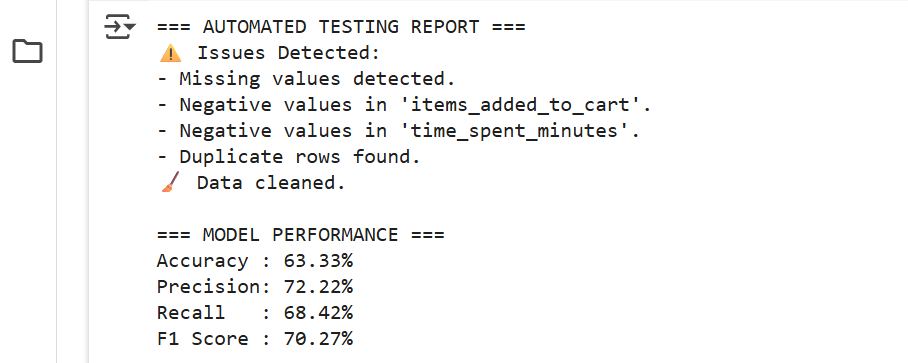 === AUTOMATED TESTING REPORT ===
⚠️ Issues Detected:
- Missing values detected.
- Negative values in 'items_added_to_cart'.
- Negative values in 'time_spent_minutes'.
- Duplicate rows found.
🧹 Data cleaned.
=== MODEL PERFORMANCE ===
Accuracy : 63.33%
Precision: 72.22%
Recall   : 68.42%
F1 Score : 70.27%